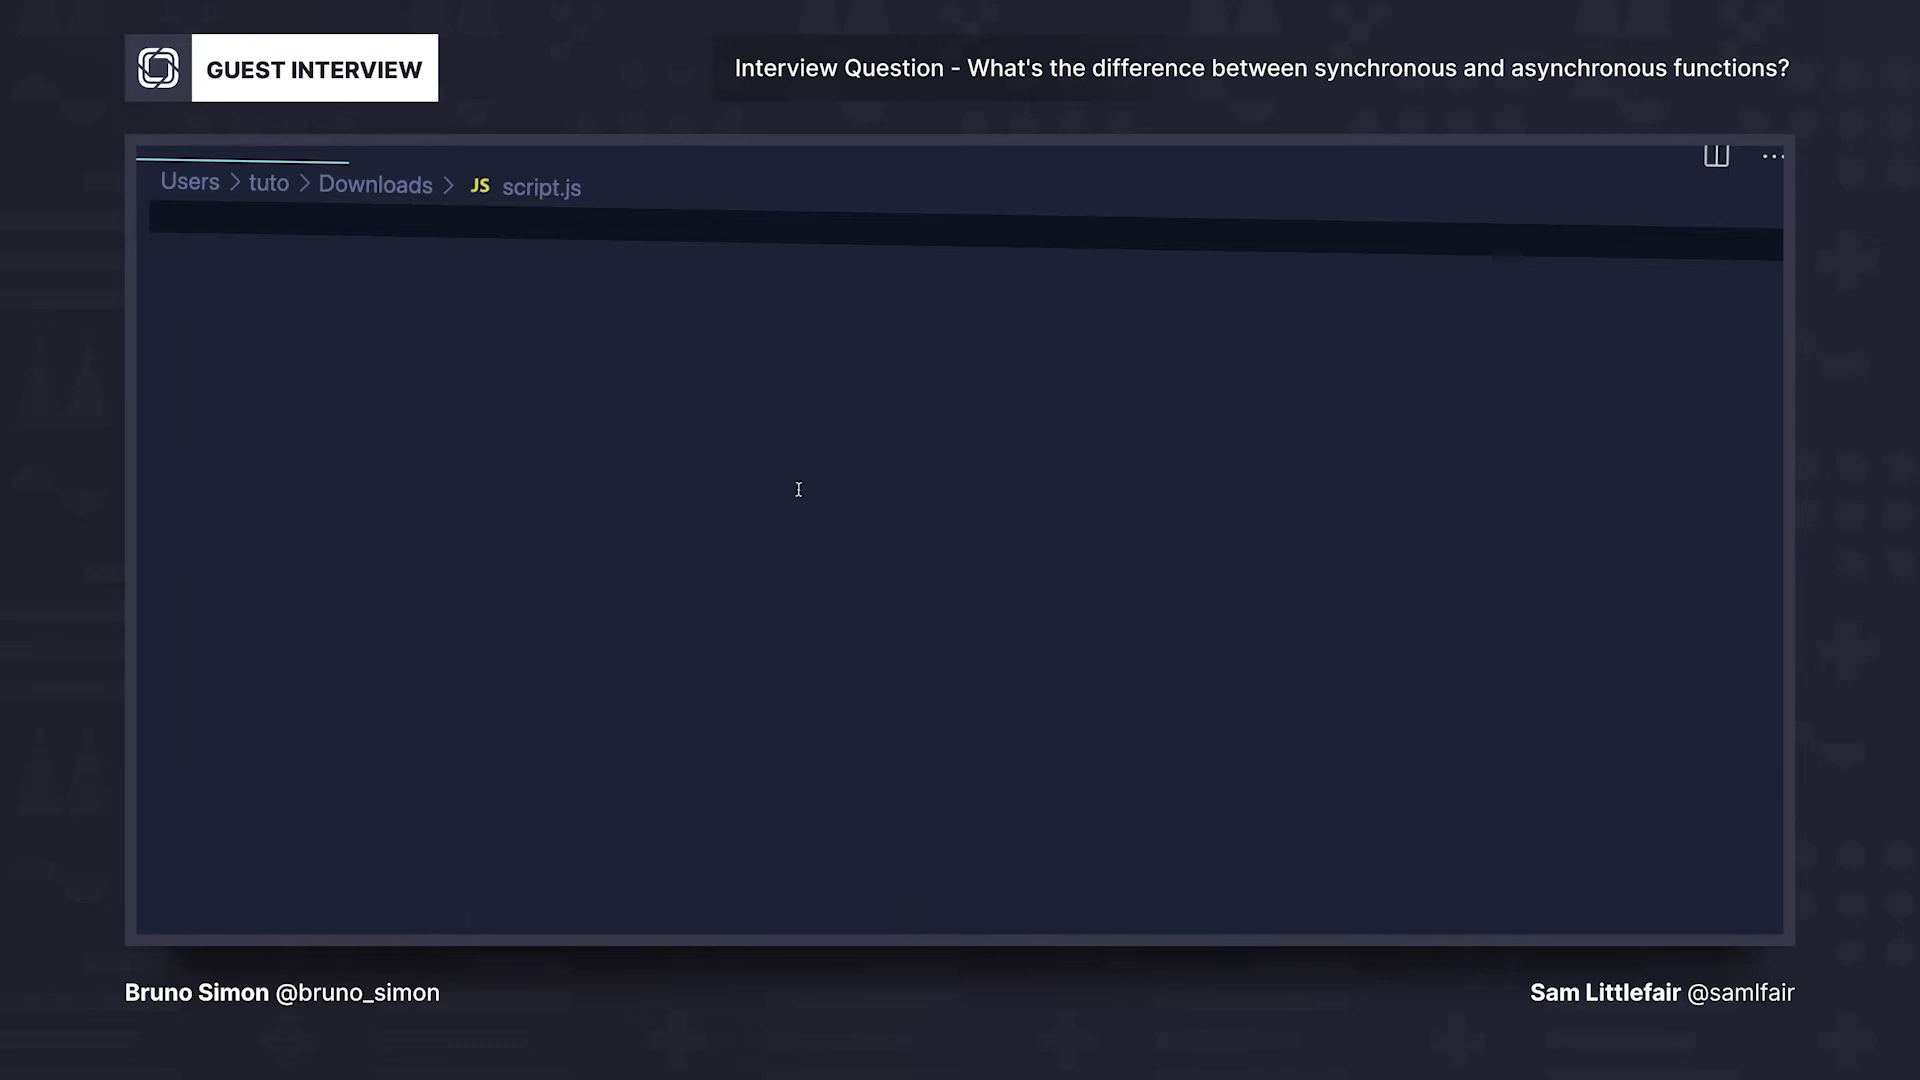 GUEST INTERVIEW
Interview Question - What's the difference between synchronous and asynchronous functions?
Users > tuto > Downloads > JS script.js
Bruno Simon @bruno_simon
Sam Littlefair @samlfair